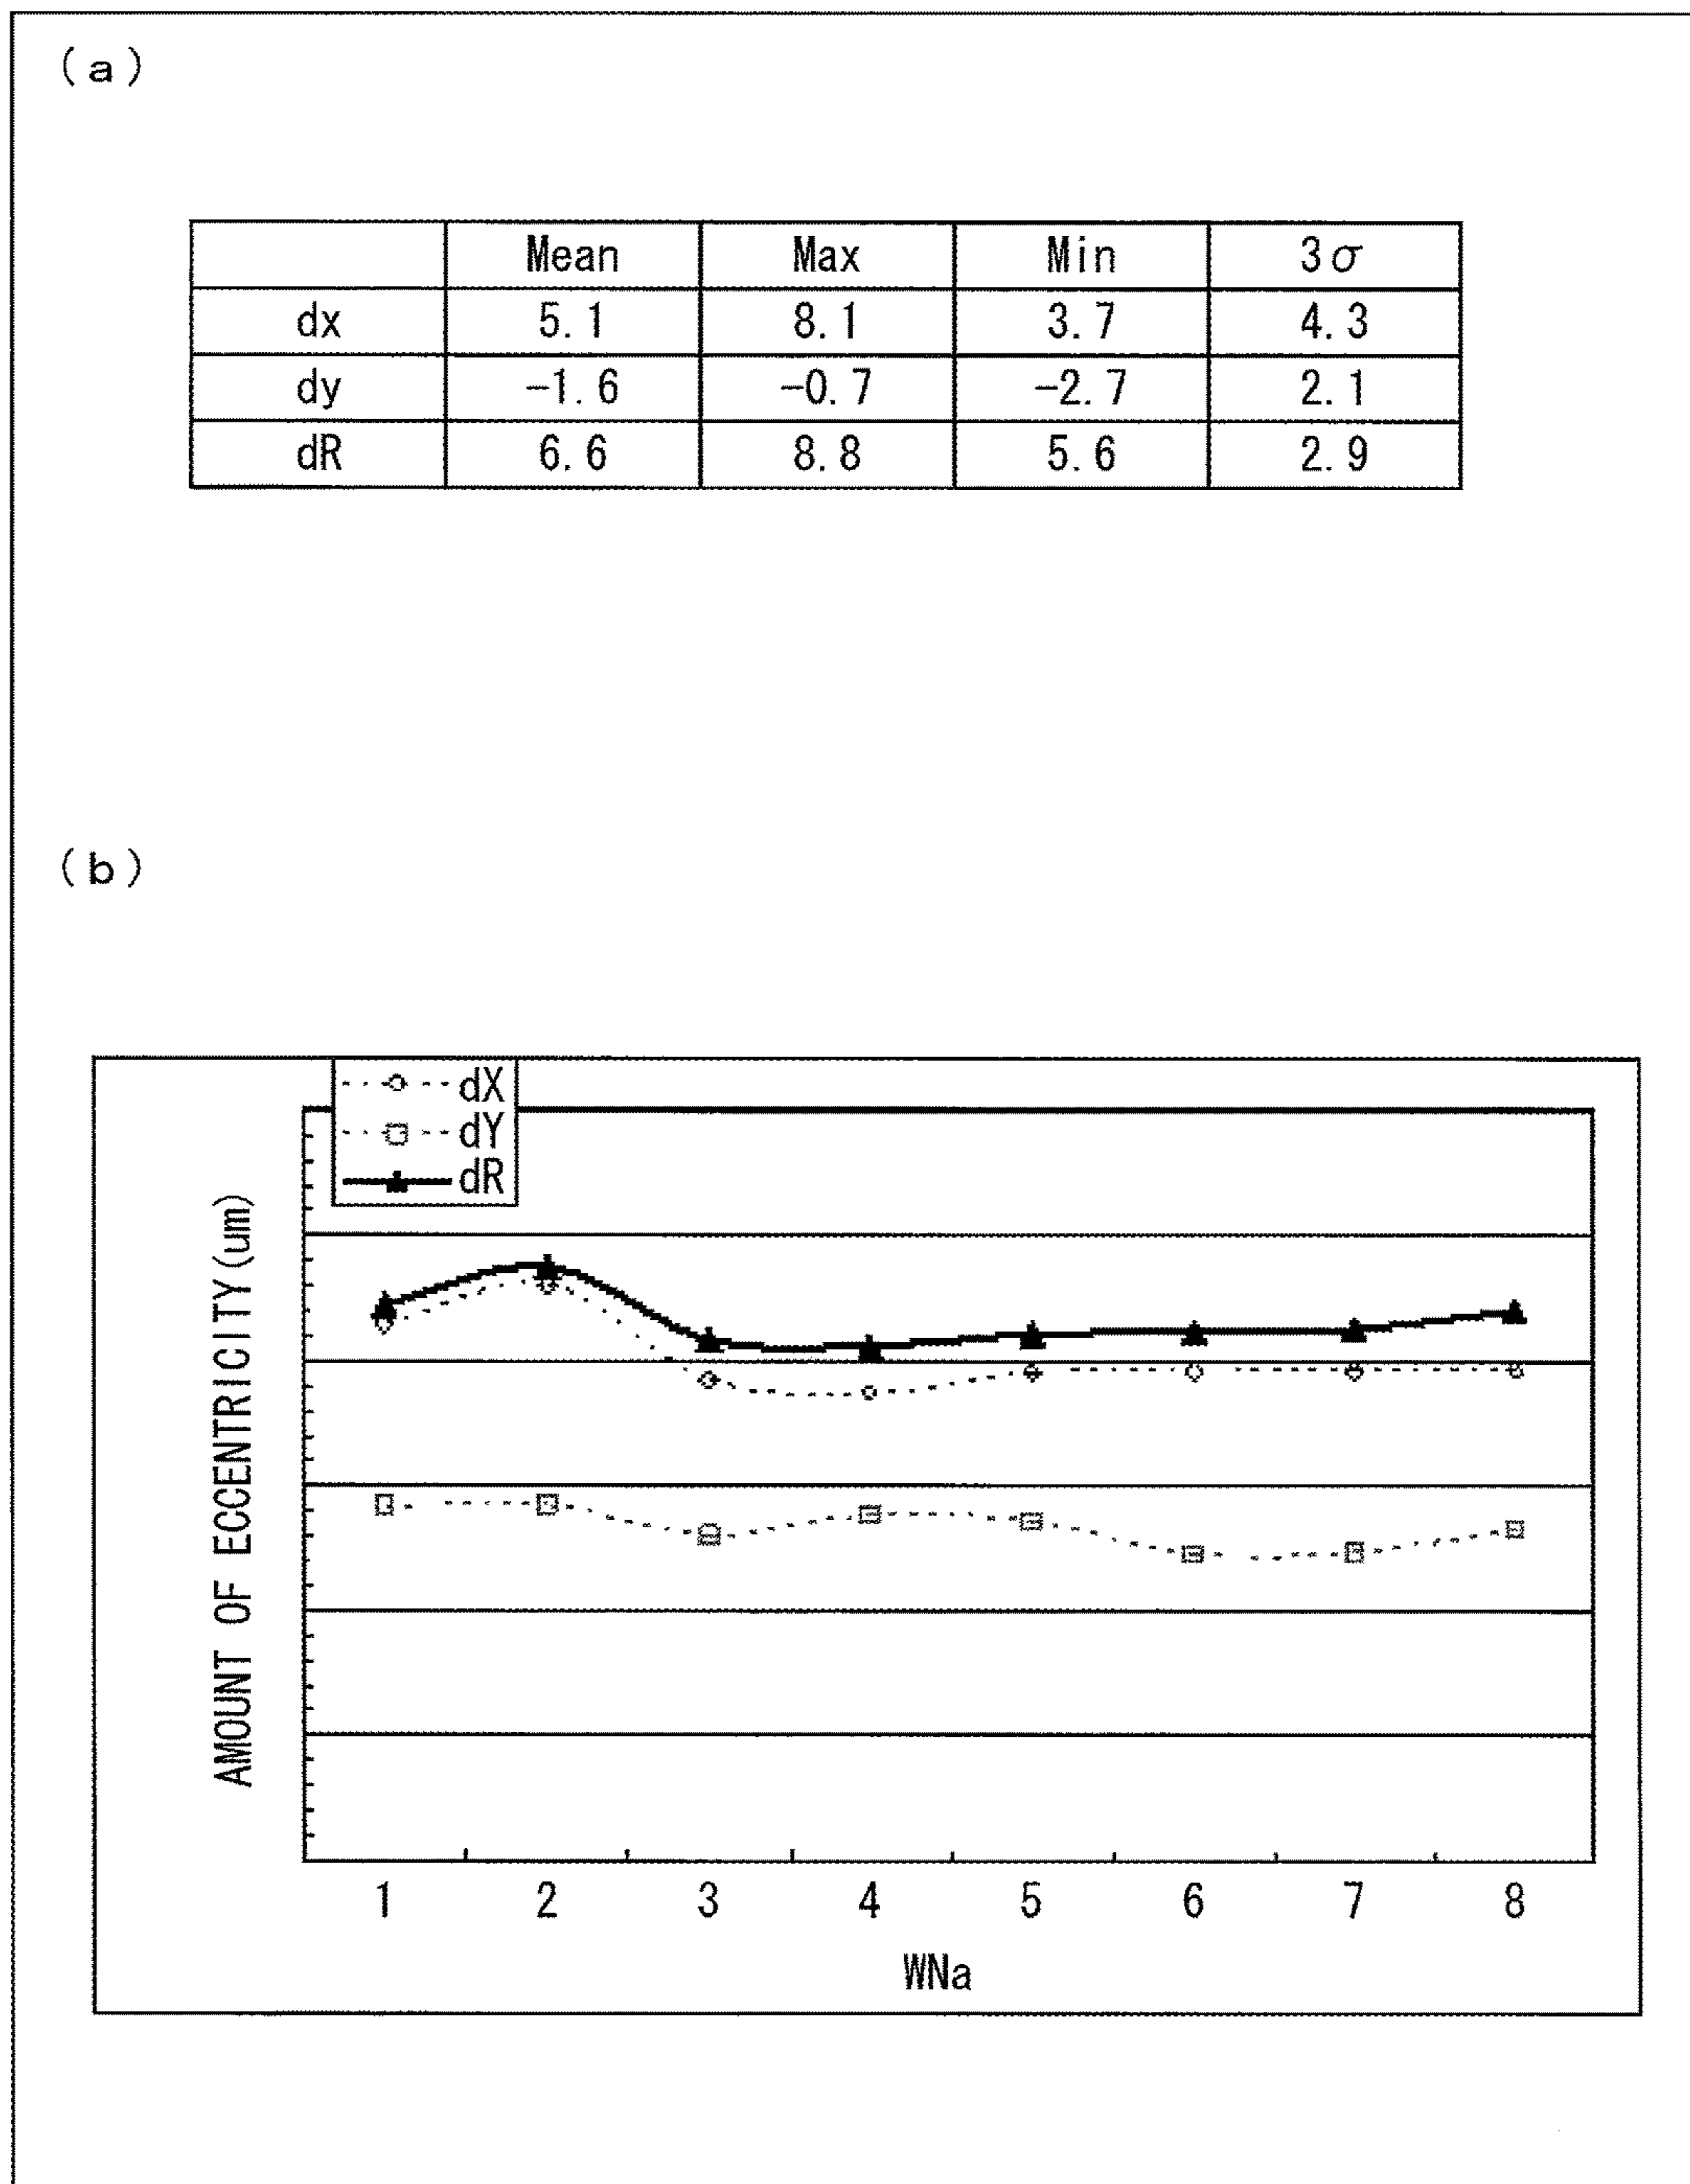 (a)
Mean Max Min 3σ
dx 5.1 8.1 3.7 4.3
dy -1.6 -0.7 -2.7 2.1
dR 6.6 8.8 5.6 2.9
(b)
dX
dY
dR
AMOUNT OF ECCENTRICITY(um)
1 2 3 4 5 6 7 8
WNa